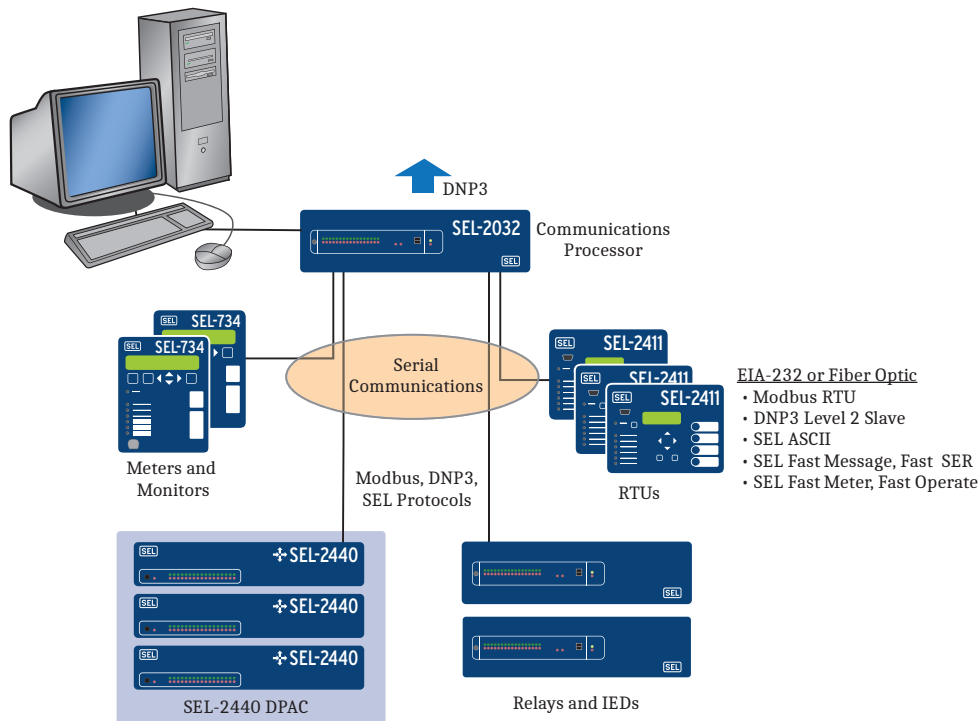 DNP3
SEL-2032
SEL
Communications
Processor
SEL SEL-734
SEL SEL-734
Meters and
Monitors
Serial
Communications
SEL SEL-2411
SEL SEL-2411
SEL SEL-2411
RTUs
EIA-232 or Fiber Optic
• Modbus RTU
• DNP3 Level 2 Slave
• SEL ASCII
• SEL Fast Message, Fast SER
• SEL Fast Meter, Fast Operate
Modbus, DNP3,
SEL Protocols
SEL SEL-2440
SEL SEL-2440
SEL SEL-2440
SEL-2440 DPAC
SEL
SEL
Relays and IEDs